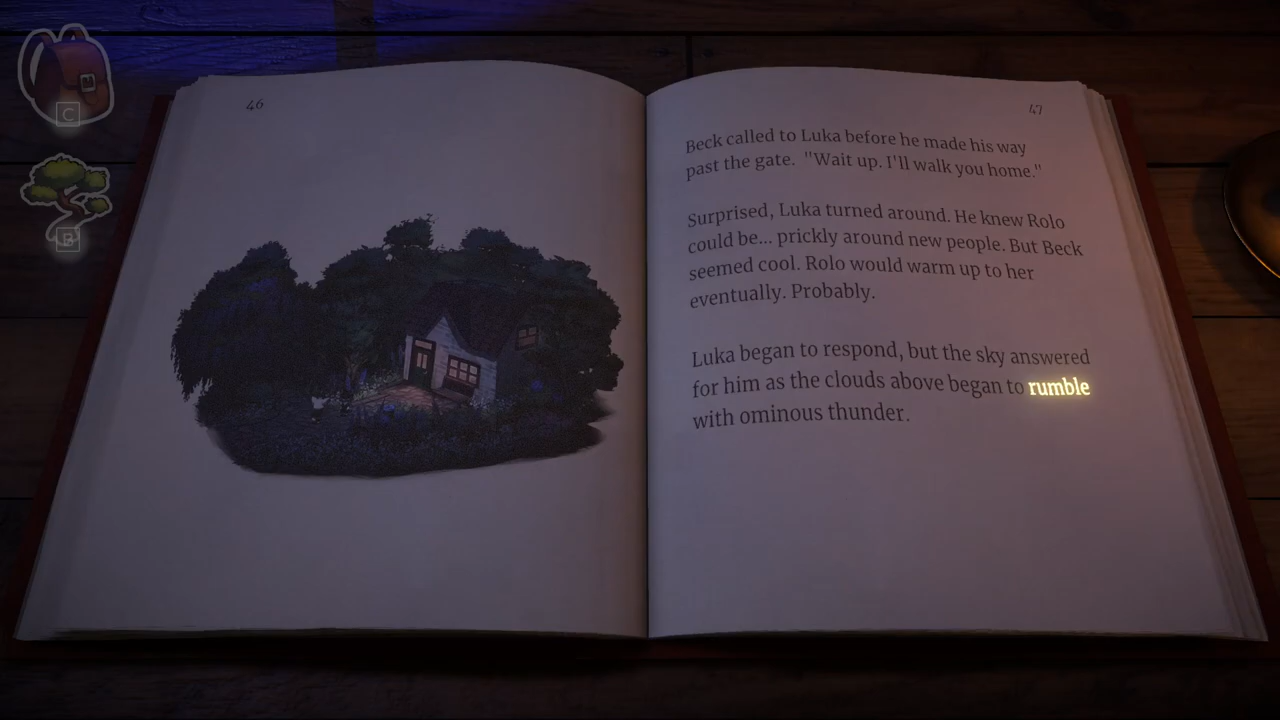 C
B
46
47
Beck called to Luka before he made his way
past the gate.  "Wait up. I'll walk you home."
Surprised, Luka turned around. He knew Rolo
could be... prickly around new people. But Beck
seemed cool. Rolo would warm up to her
eventually. Probably.
Luka began to respond, but the sky answered
for him as the clouds above began to rumble
with ominous thunder.